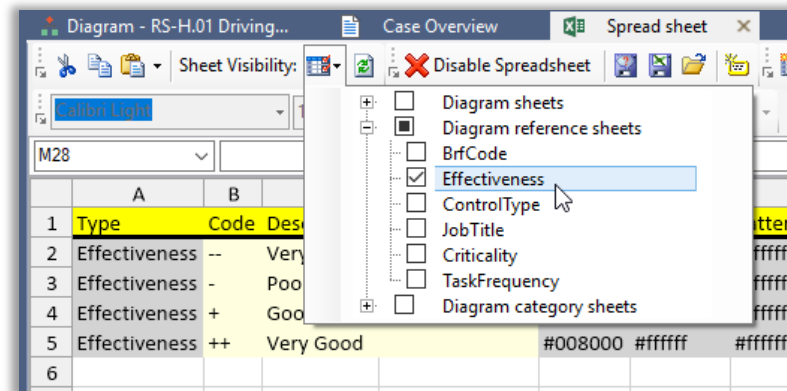 Diagram - RS-H.01 Driving... Case Overview Spread sheet
Sheet Visibility: Disable Spreadsheet
Calibri Light
Diagram sheets
Diagram reference sheets
M28
BrfCode
Effectiveness
ControlType
JobTitle
Criticality
TaskFrequency
Diagram category sheets
A B
1 Type Code
2 Effectiveness --
3 Effectiveness -
4 Effectiveness +
5 Effectiveness ++ Very Good #008000 #ffffff
6